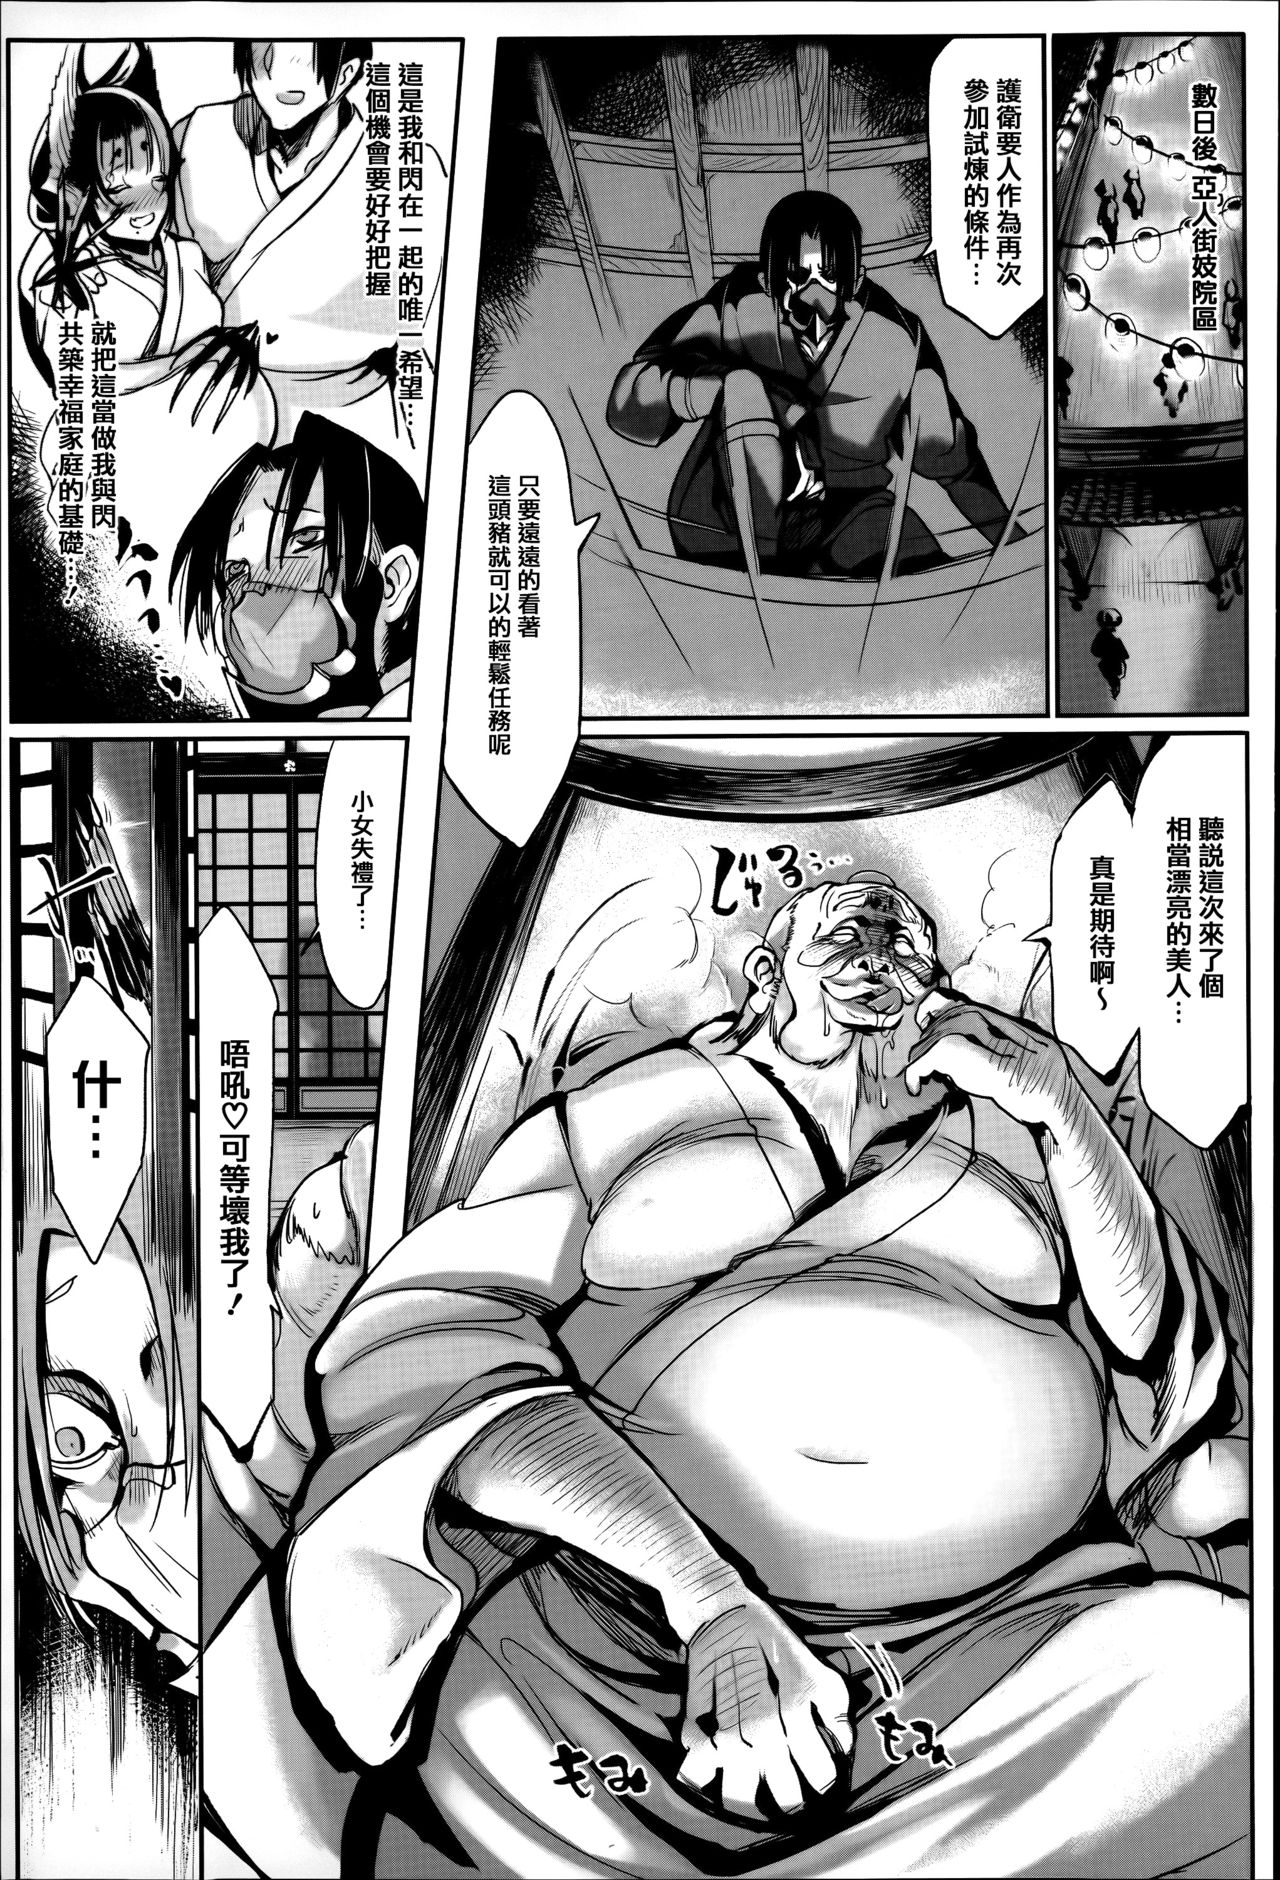 數日後 亞人街妓院區
護衛要人作為再次
參加試煉的條件…
只要遠遠的看著
這頭豬就可以的輕鬆任務呢
這是我和閃在一起的唯一希望…
這個機會要好好把握
就把這當做我與閃
共築幸福家庭的基礎…！
聽說這次來了個
相當漂亮的美人…
真是期待啊～
じゅるぅ…
もみ
もみ
小女失禮了…
唔吼♡可等壞我了！
什…